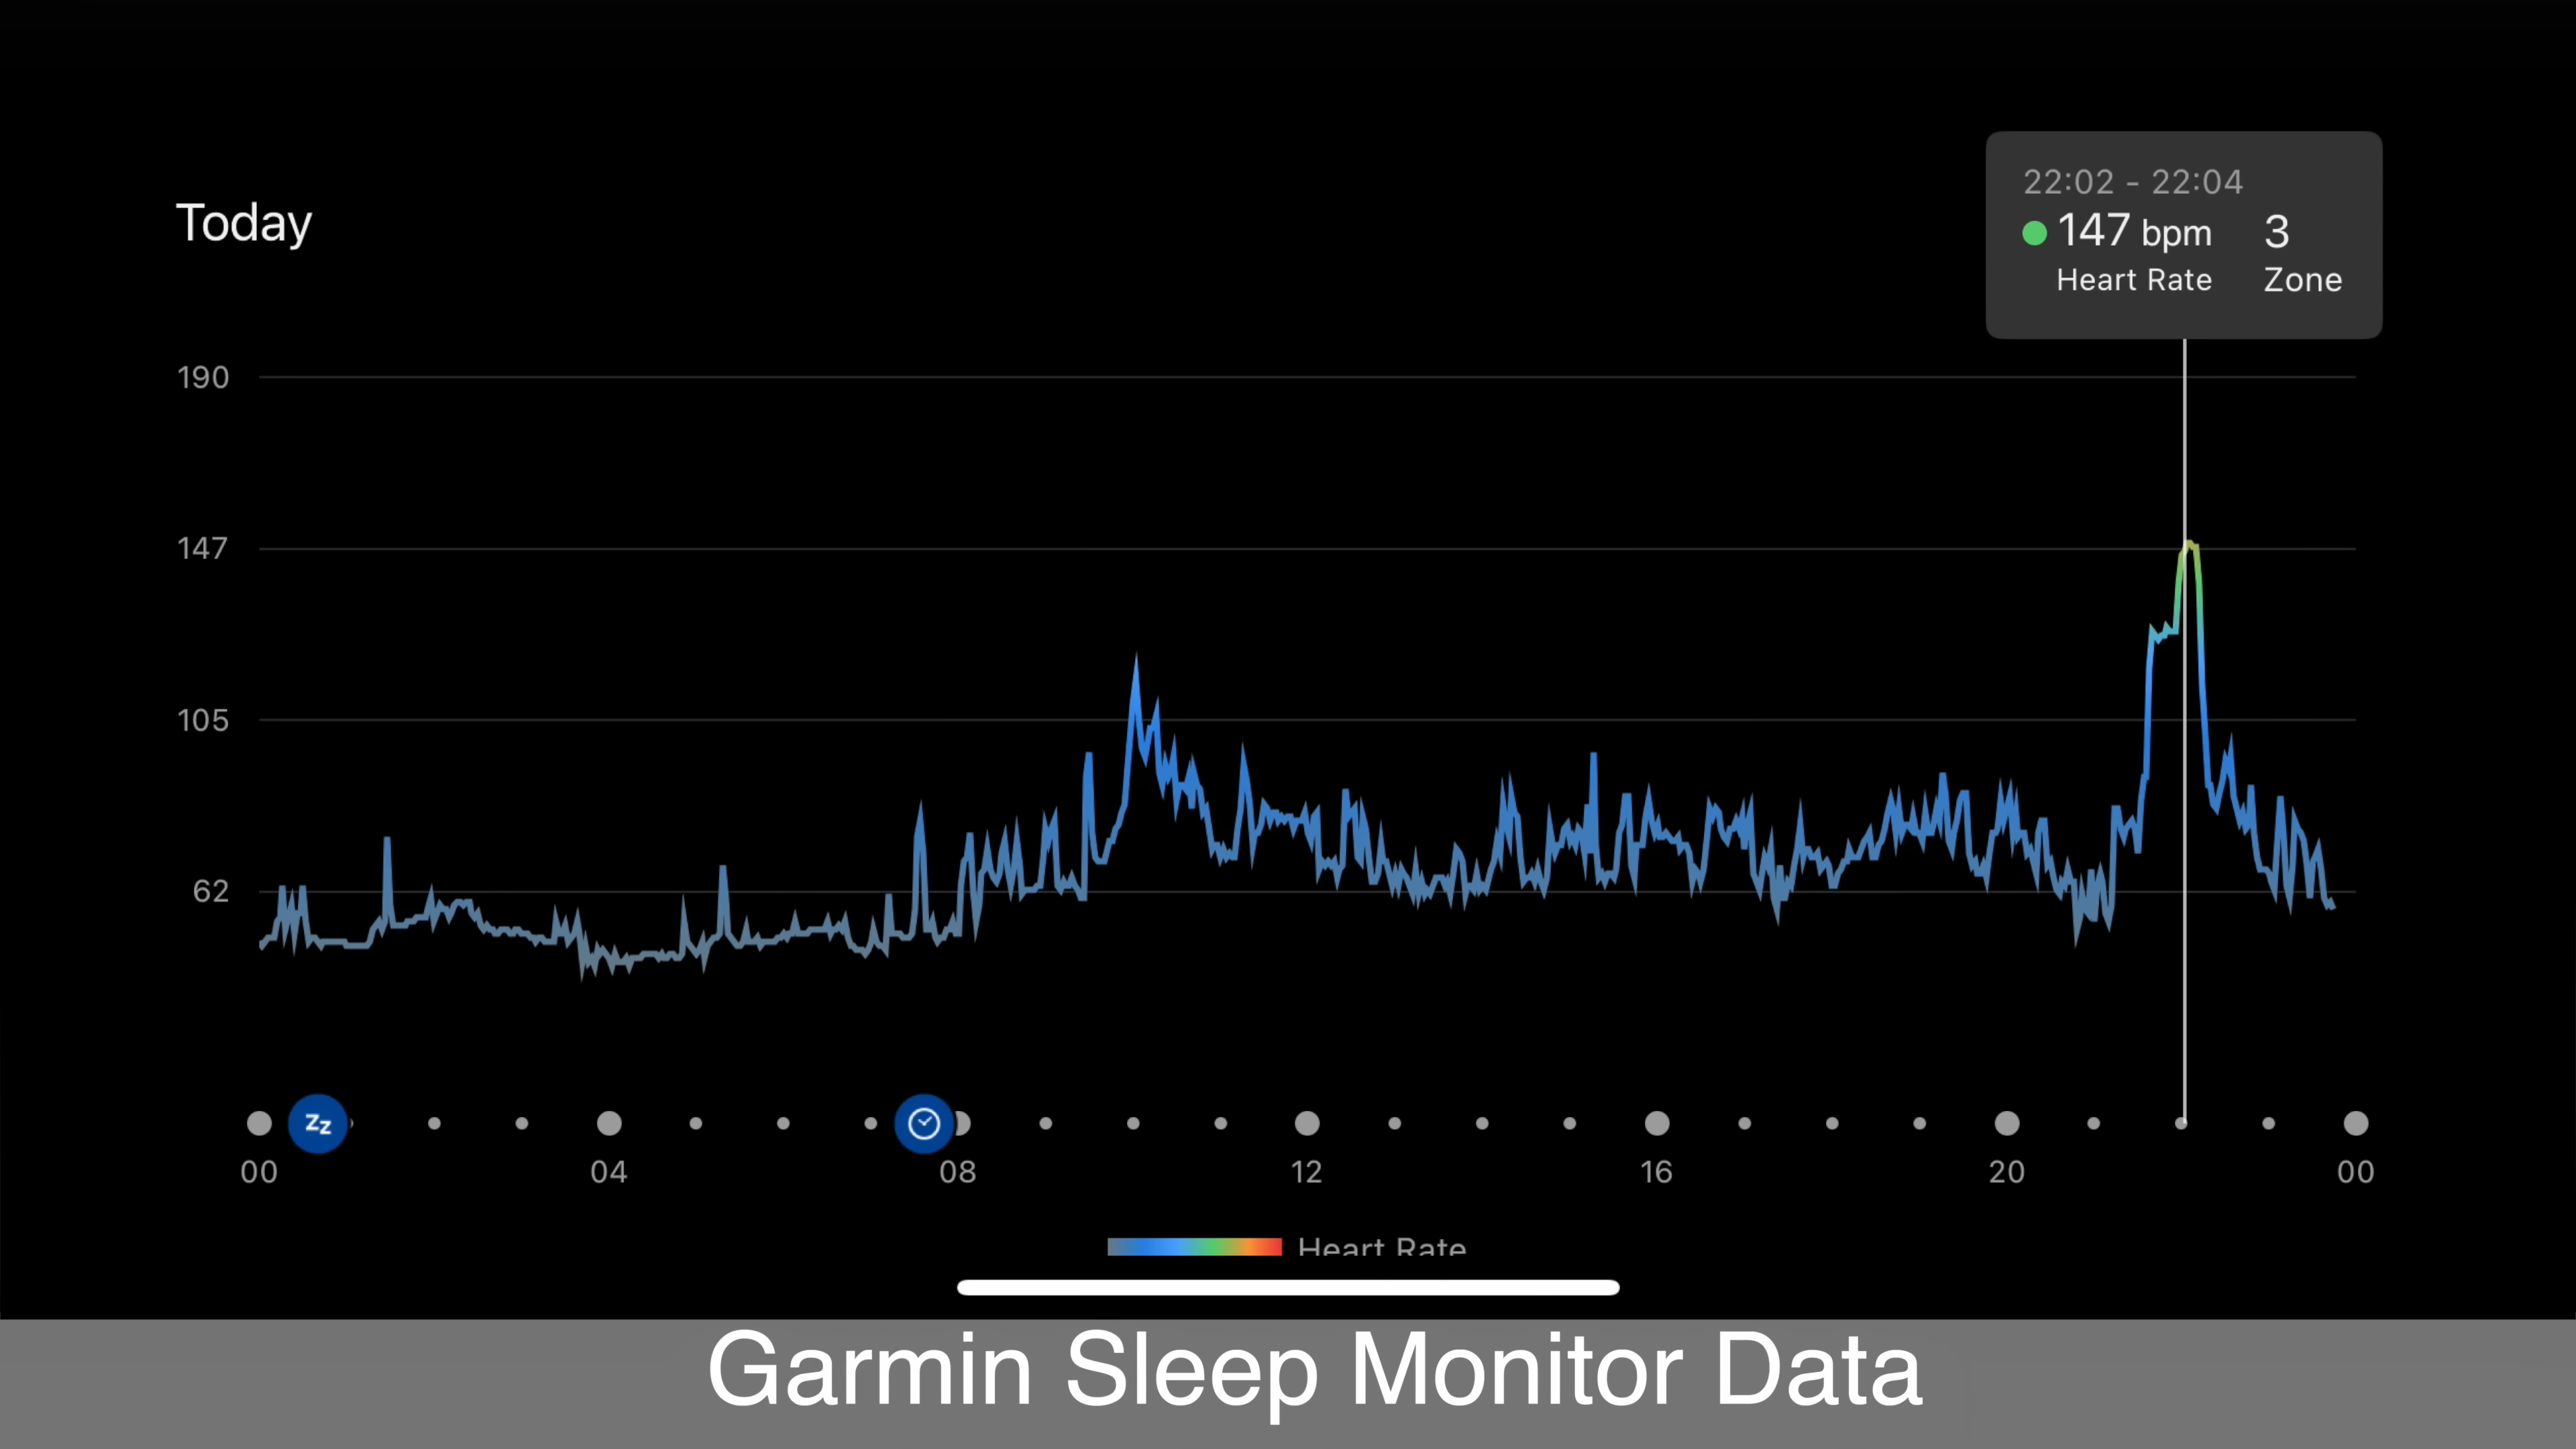 22:02 - 22:04
Today
147 bpm 3
Heart Rate Zone
190
147
105
62
zz
00 04 08 12 16 20 00
Heart Rate
Garmin Sleep Monitor Data